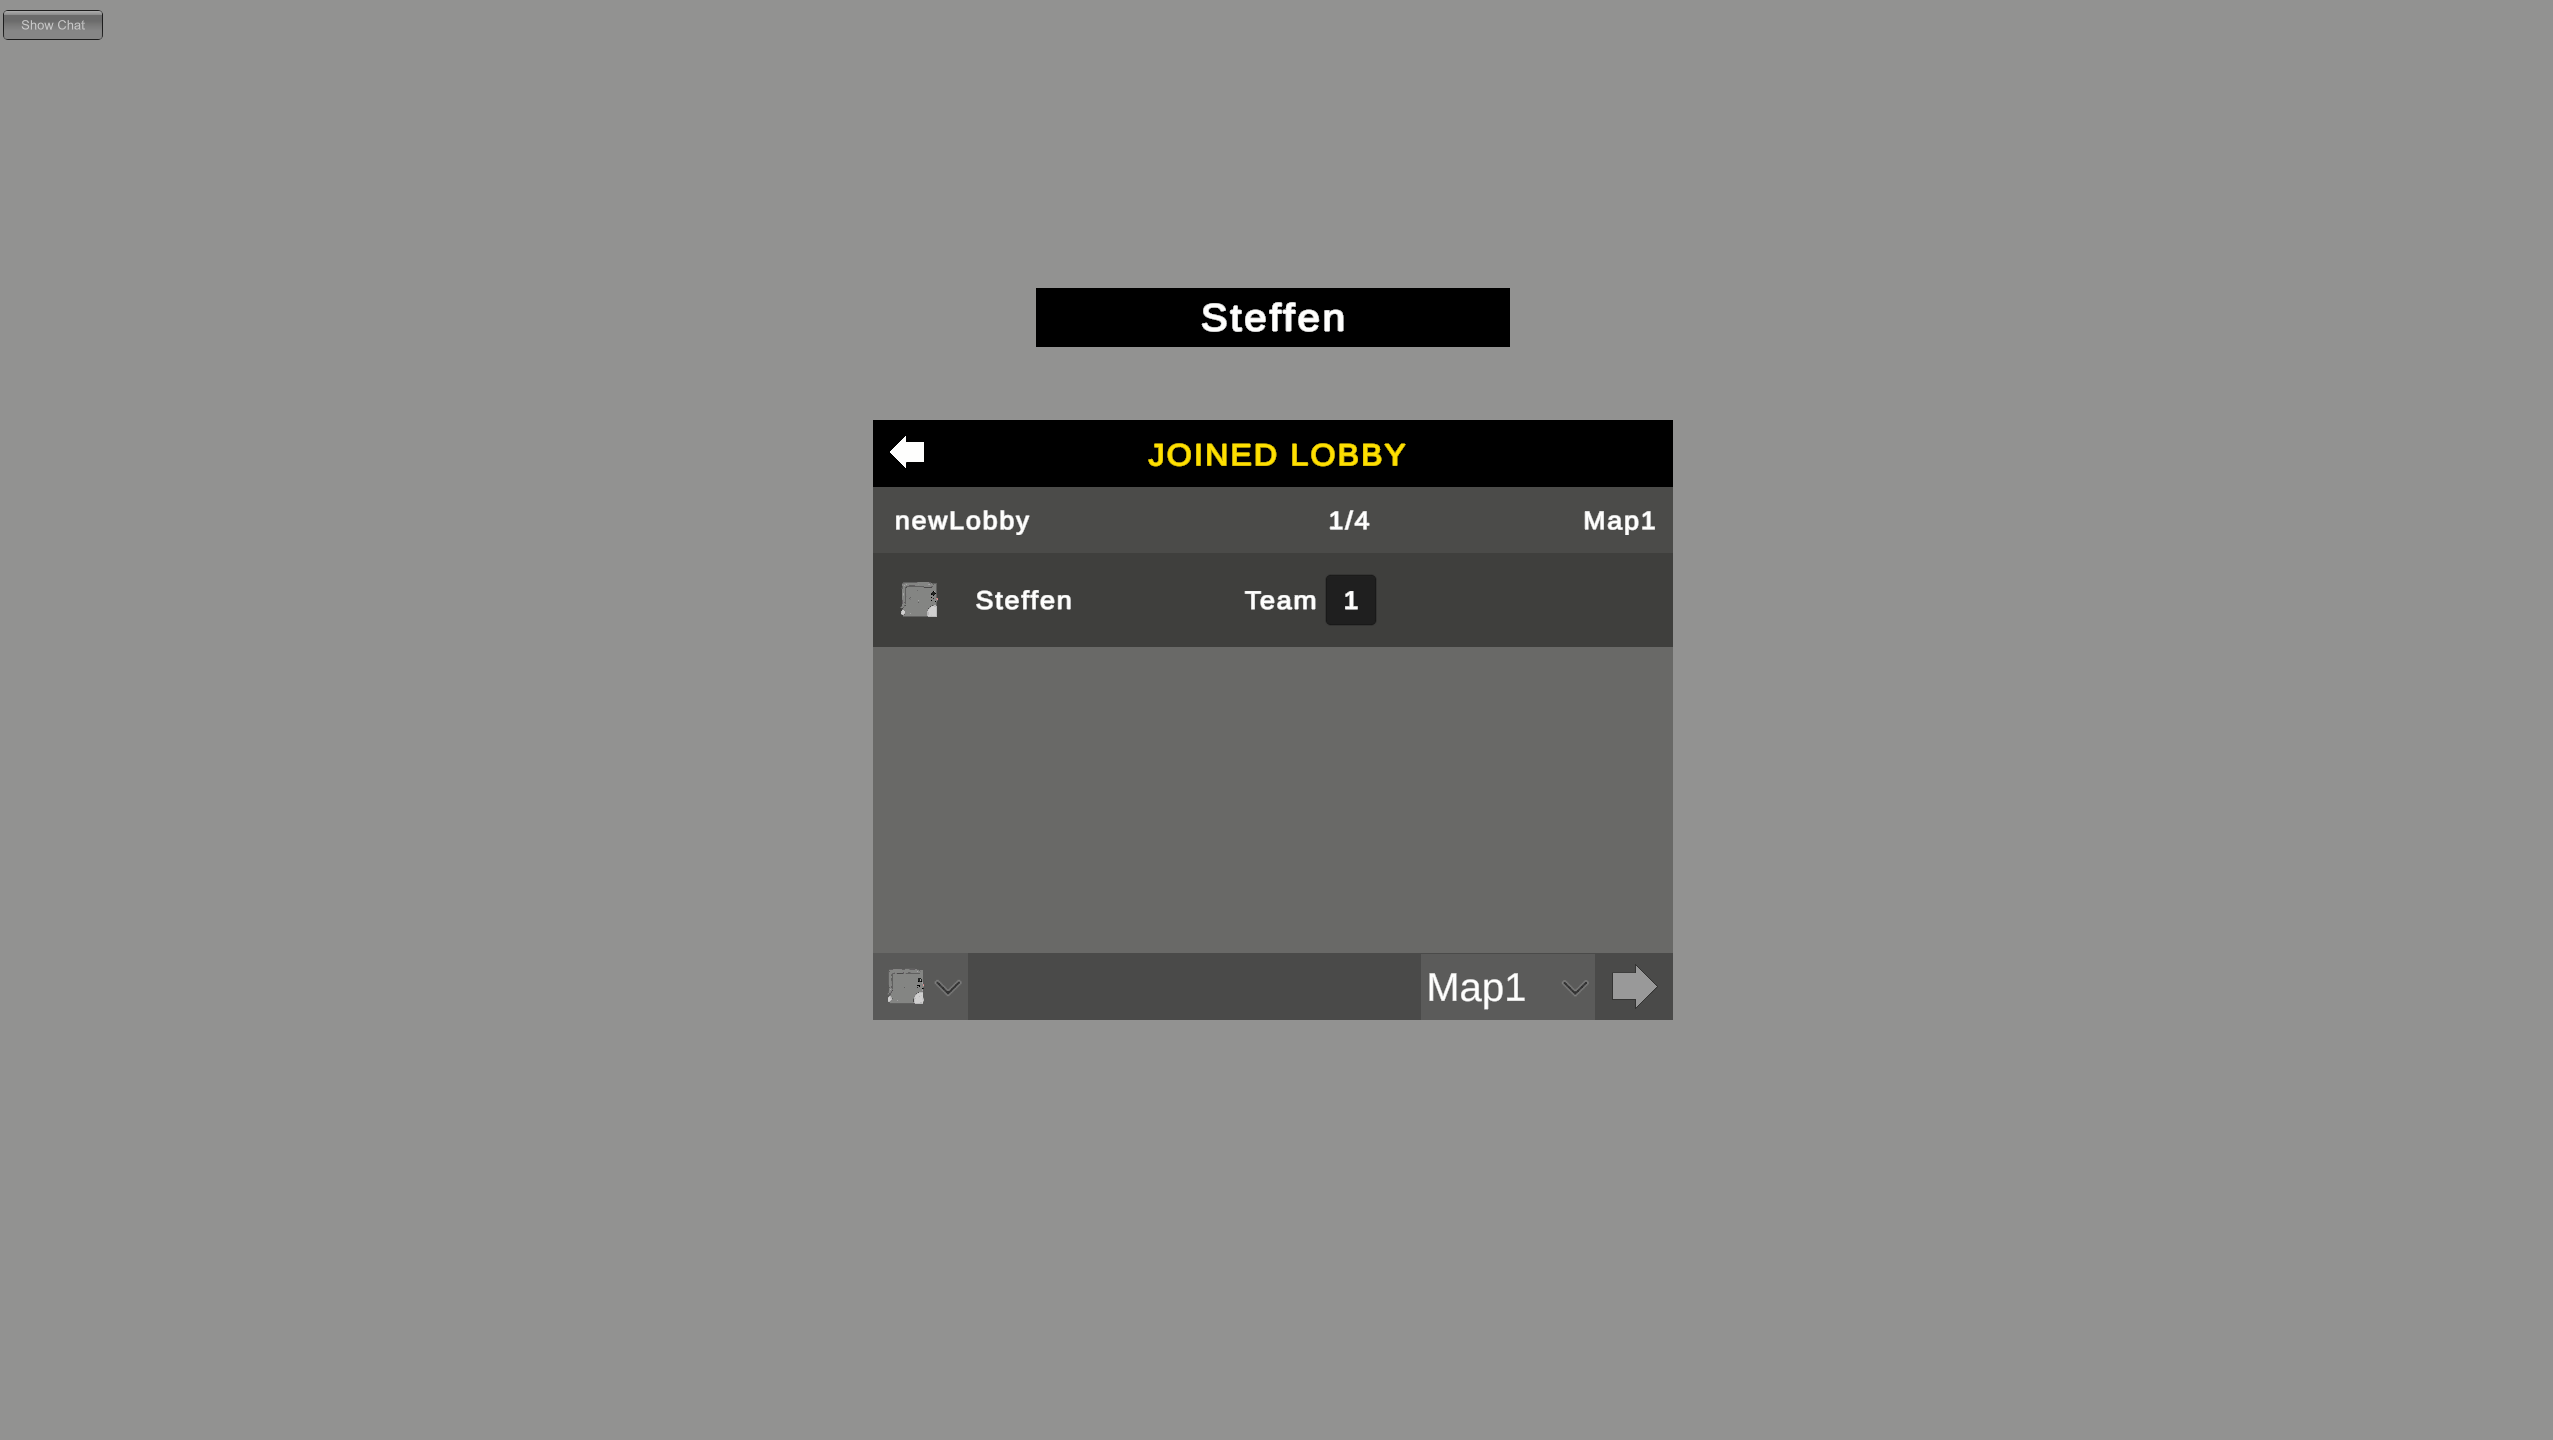 Show Chat
Steffen
JOINED LOBBY
newLobby 1/4 Map1
Steffen Team 1
Map1